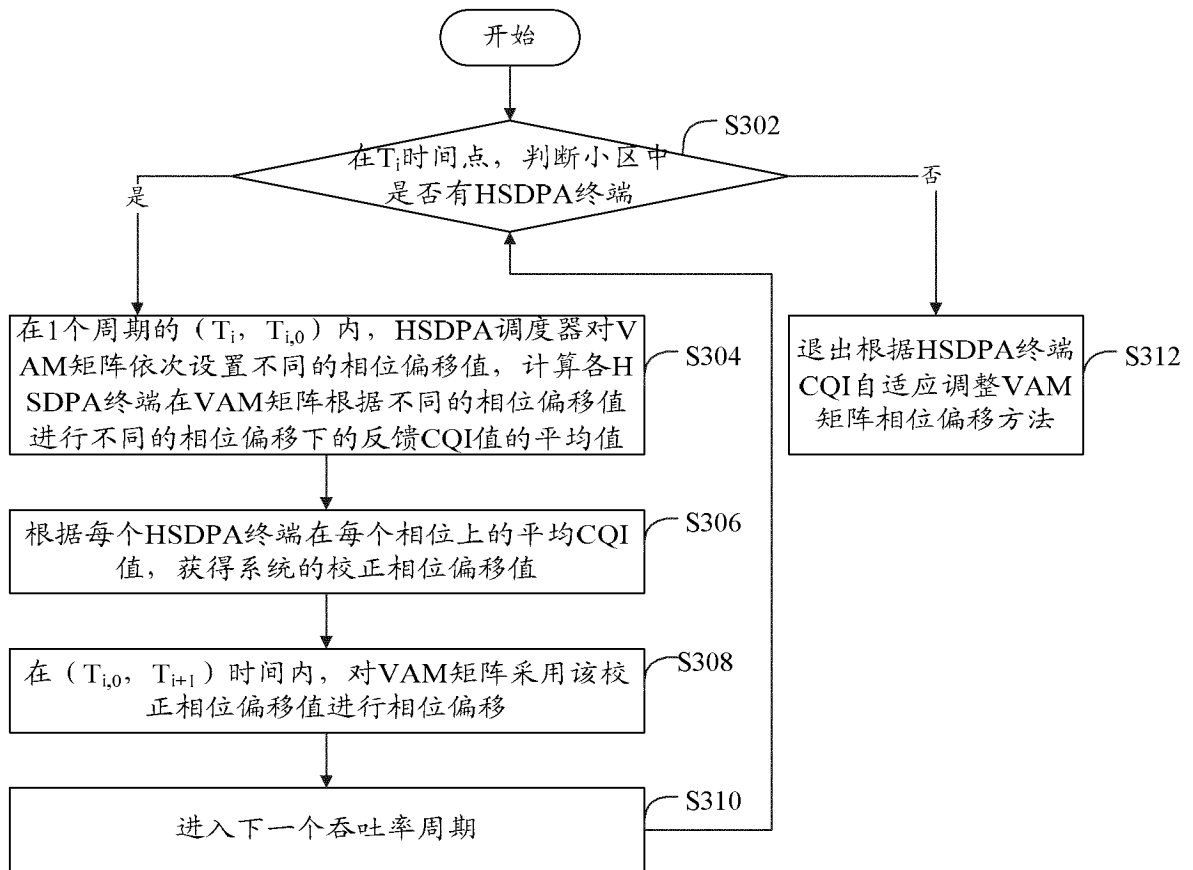 开始
S302
在Ti时间点，判断小区中
是否有HSDPA终端
是
否
在1个周期的（Ti，Ti,0）内，HSDPA调度器对V
AM矩阵依次设置不同的相位偏移值，计算各H
SDPA终端在VAM矩阵根据不同的相位偏移值
进行不同的相位偏移下的反馈CQI值的平均值
S304
退出根据HSDPA终端
CQI自适应调整VAM
矩阵相位偏移方法
S312
根据每个HSDPA终端在每个相位上的平均CQI
值，获得系统的校正相位偏移值
S306
在（Ti,0，Ti+1）时间内，对VAM矩阵采用该校
正相位偏移值进行相位偏移
S308
进入下一个吞吐率周期
S310